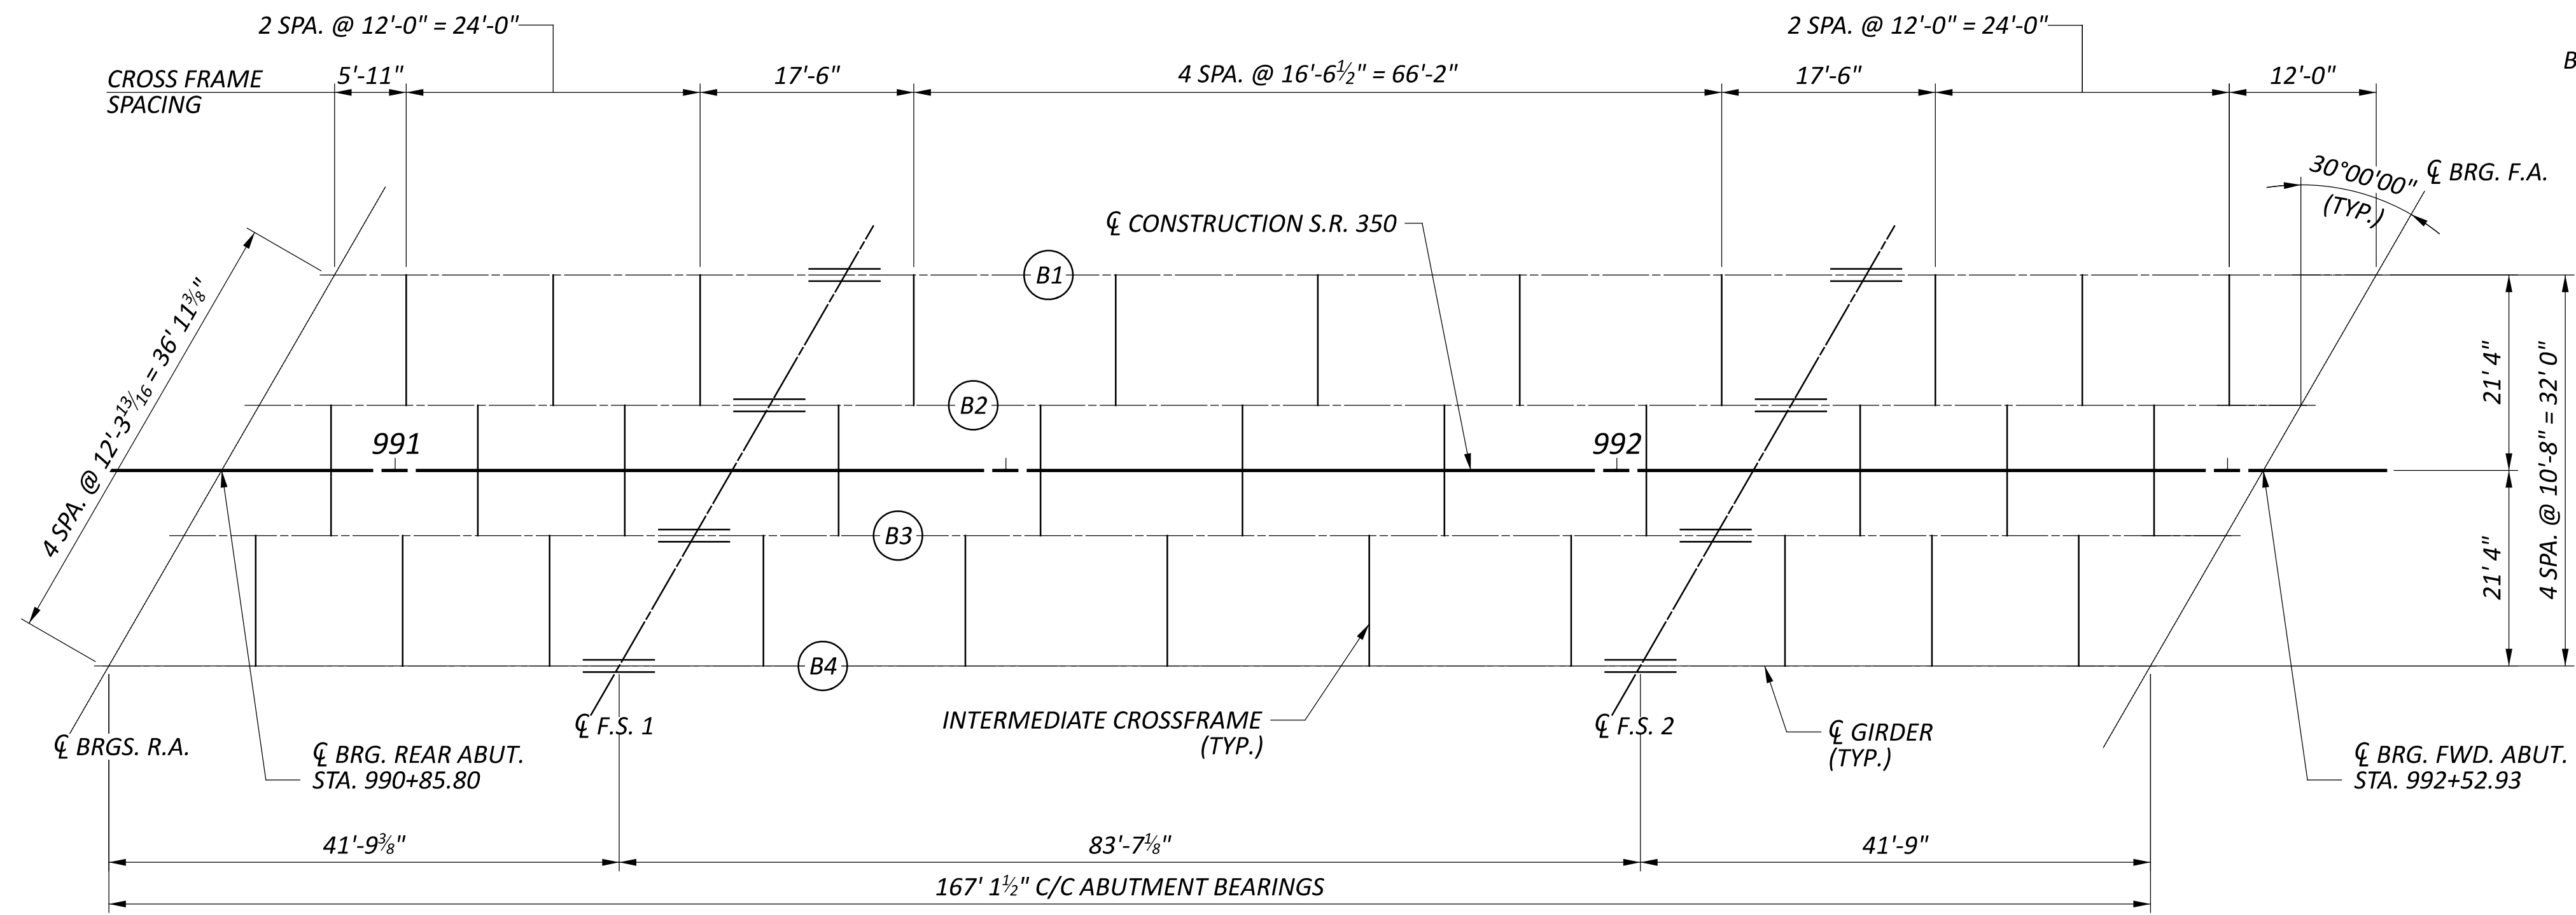 2 SPA. @ 12'-0" = 24'-0"
2 SPA. @ 12'-0" = 24'-0"
B
CROSS FRAME
SPACING
5'-11"
17'-6"
4 SPA. @ 16'-6½" = 66'-2"
17'-6"
12'-0"
30°00'00"
(TYP.)
℄ BRG. F.A.
℄ CONSTRUCTION S.R. 350
4 SPA. @ 12'-3 13/16 = 36' 11⅜"
B1
B2
B3
B4
991
992
21' 4"
21' 4"
4 SPA. @ 10'-8" = 32' 0"
℄ BRGS. R.A.
℄ BRG. REAR ABUT.
STA. 990+85.80
℄ F.S. 1
INTERMEDIATE CROSSFRAME
(TYP.)
℄ F.S. 2
℄ GIRDER
(TYP.)
℄ BRG. FWD. ABUT.
STA. 992+52.93
41'-9⅜"
83'-7⅛"
41'-9"
167' 1½" C/C ABUTMENT BEARINGS